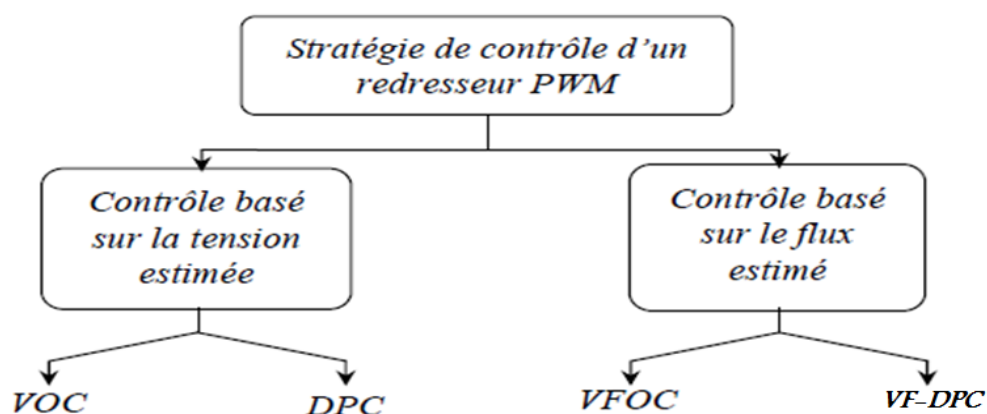 Stratégie de contrôle d'un
redresseur PWM
Contrôle basé
sur la tension
estimée
Contrôle basé
sur le flux
estimé
VOC
DPC
VFOC
VF-DPC